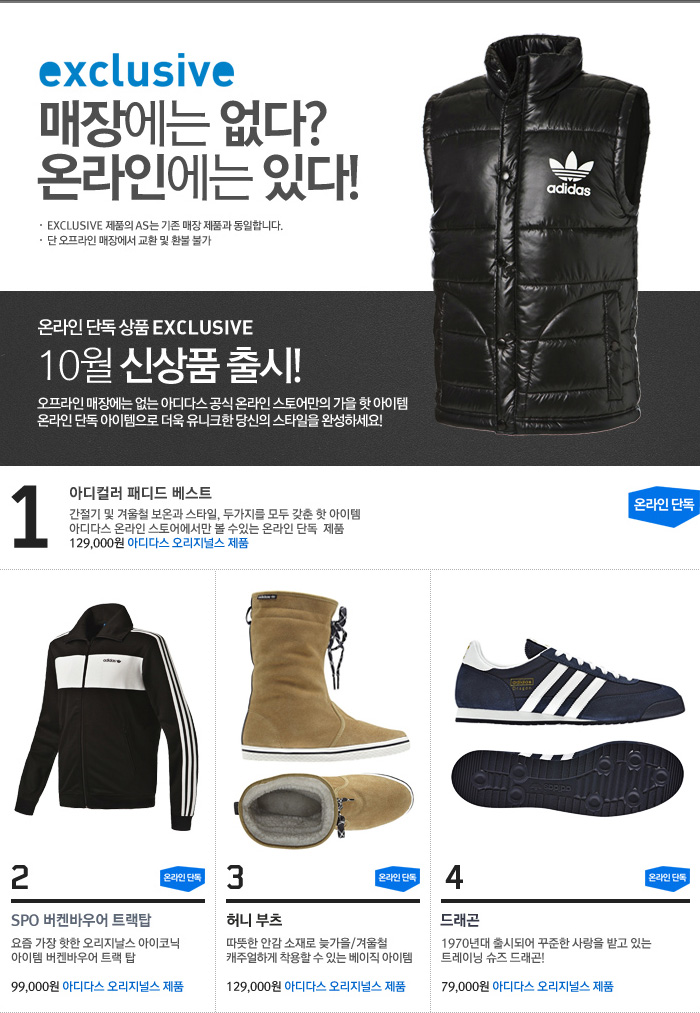 exclusive
매장에는 없다?
온라인에는 있다!
· EXCLUSIVE 제품의 AS는 기존 매장 제품과 동일합니다.
· 단 오프라인 매장에서 교환 및 환불 불가
adidas
온라인 단독 상품 EXCLUSIVE
10월 신상품 출시!
오프라인 매장에는 없는 아디다스 공식 온라인 스토어만의 가을 핫 아이템
온라인 단독 아이템으로 더욱 유니크한 당신의 스타일을 완성하세요!
1
아디컬러 패디드 베스트
간절기 및 겨울철 보온과 스타일, 두가지를 모두 갖춘 핫 아이템
아디다스 온라인 스토어에서만 볼 수있는 온라인 단독 제품
129,000원 아디다스 오리지널스 제품
온라인 단독
adidas
adidas
adidas
Dragon
2
온라인 단독
SPO 버켄바우어 트랙탑
요즘 가장 핫한 오리지날스 아이코닉
아이템 버켄바우어 트랙 탑
99,000원 아디다스 오리지널스 제품
3
온라인 단독
허니 부츠
따뜻한 안감 소재로 늦가을/겨울철
캐주얼하게 착용할 수 있는 베이직 아이템
129,000원 아디다스 오리지널스 제품
4
온라인 단독
드래곤
1970년대 출시되어 꾸준한 사랑을 받고 있는
트레이닝 슈즈 드래곤!
79,000원 아디다스 오리지널스 제품